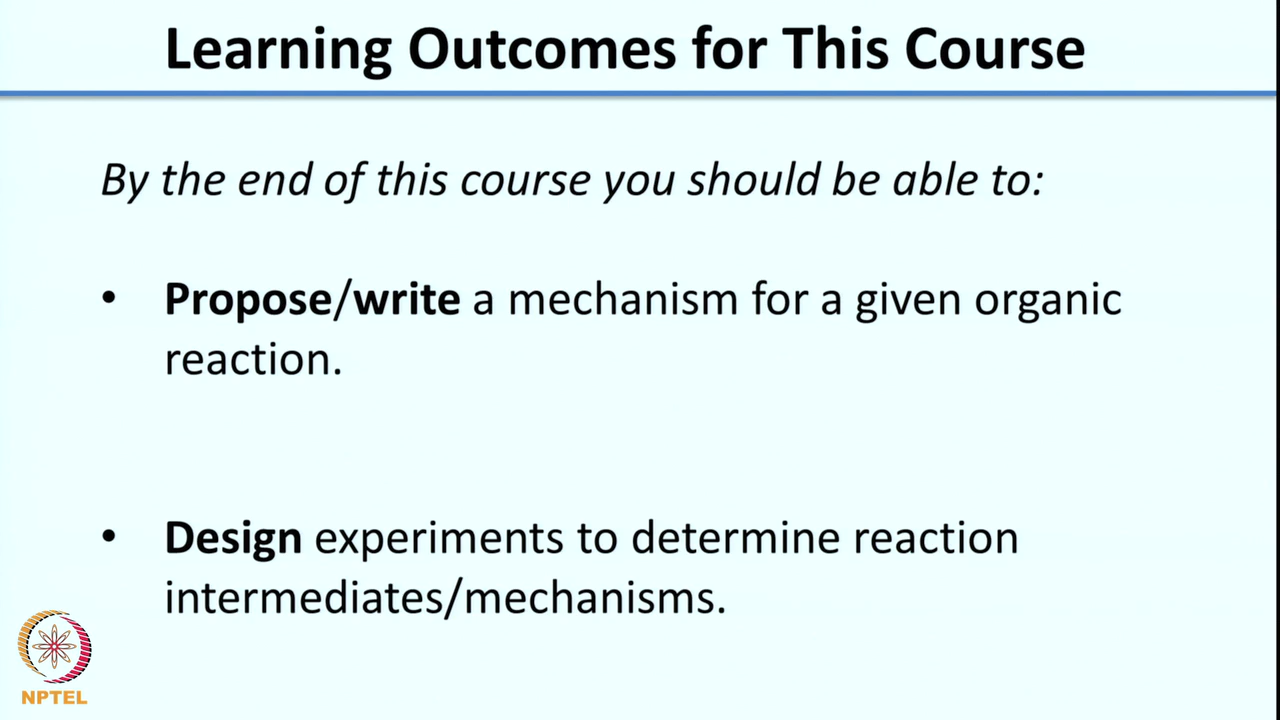 Learning Outcomes for This Course
By the end of this course you should be able to:
• Propose/write a mechanism for a given organic
reaction.
• Design experiments to determine reaction
intermediates/mechanisms.
NPTEL